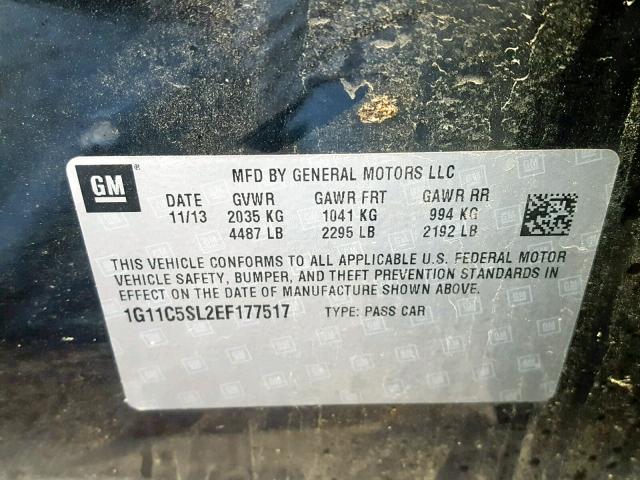 GM
MFD BY GENERAL MOTORS LLC
DATE GVWR GAWR FRT GAWR RR
11/13 2035 KG 1041 KG 994 KG
4487 LB 2295 LB 2192 LB
THIS VEHICLE CONFORMS TO ALL APPLICABLE U.S. FEDERAL MOTOR
VEHICLE SAFETY, BUMPER, AND THEFT PREVENTION STANDARDS IN
EFFECT ON THE DATE OF MANUFACTURE SHOWN ABOVE.
1G11C5SL2EF177517 TYPE: PASS CAR